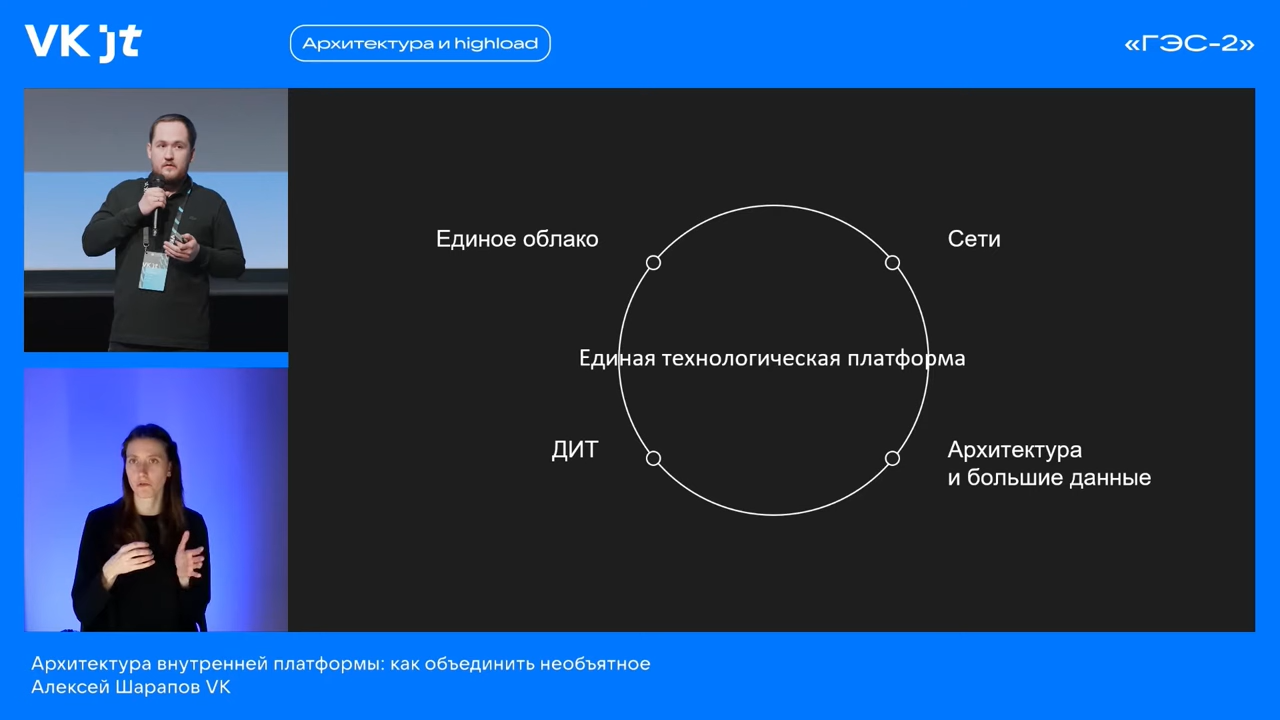 VK jt
Архитектура и highload
«ГЭС-2»
Единое облако
Сети
Единая технологическая платформа
ДИТ
Архитектура
и большие данные
Архитектура внутренней платформы: как объединить необъятное
Алексей Шарапов VK